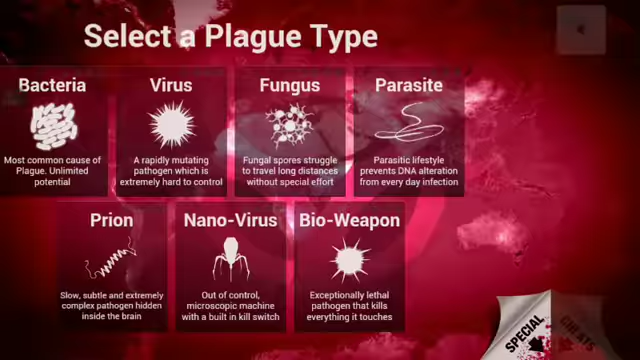 Select a Plague Type
Bacteria
Most common cause of
Plague. Unlimited
potential
Virus
A rapidly mutating
pathogen which is
extremely hard to control
Fungus
Fungal spores struggle
to travel long distances
without special effort
Parasite
Parasitic lifestyle
prevents DNA alteration
from every day infection
Prion
Slow, subtle and extremely
complex pathogen hidden
inside the brain
Nano-Virus
Out of control,
microscopic machine
with a built in kill switch
Bio-Weapon
Exceptionally lethal
pathogen that kills
everything it touches
SPECIAL
CHEATS